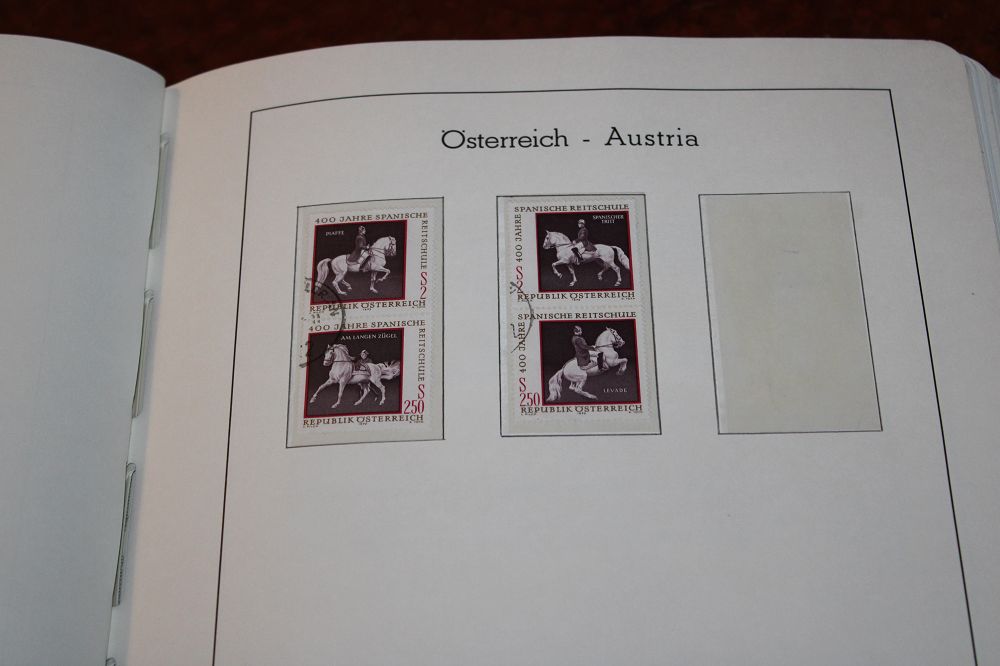 Österreich - Austria
400 JAHRE SPANISCHE
REITSCHULE
PIAFFE
S2
REPUBLIK ÖSTERREICH
400 JAHRE SPANISCHE
REITSCHULE
AM LANGEN ZÜGEL
S
250
REPUBLIK ÖSTERREICH
SPANISCHE REITSCHULE
400 JAHRE
SPANISCHER
TRITT
S2
REPUBLIK ÖSTERREICH
SPANISCHE REITSCHULE
400 JAHRE
LEVADE
S
250
REPUBLIK ÖSTERREICH